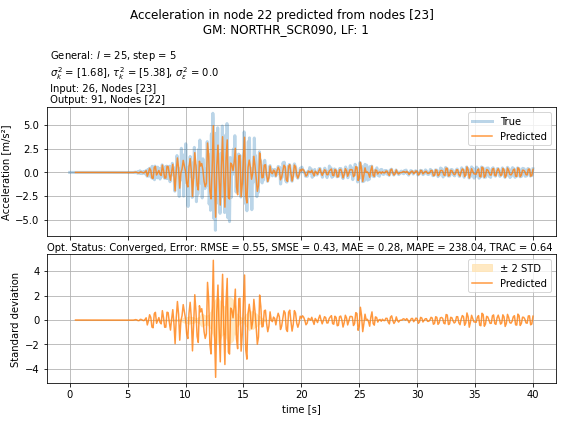 Acceleration in node 22 predicted from nodes [23]
GM: NORTHR_SCR090, LF: 1
General: l = 25, step = 5
σ²ₖ = [1.68], τ²ₖ = [5.38], σ²ₑ = 0.0
Input: 26, Nodes [23]
Output: 91, Nodes [22]
True
Predicted
5.0
2.5
0.0
−2.5
−5.0
Acceleration [m/s²]
Opt. Status: Converged, Error: RMSE = 0.55, SMSE = 0.43, MAE = 0.28, MAPE = 238.04, TRAC = 0.64
± 2 STD
Predicted
4
2
0
−2
−4
Standard deviation
0 5 10 15 20 25 30 35 40
time [s]